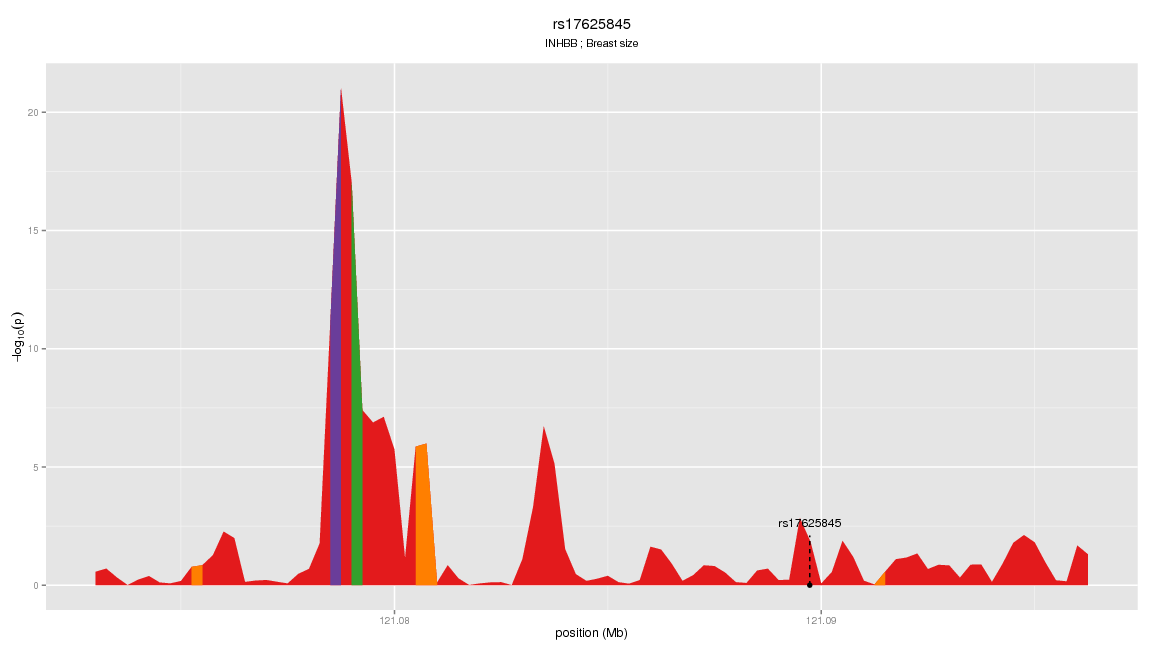 rs17625845
INHBB ; Breast size
20
15
10
5
0
−log10(p)
rs17625845
121.08
121.09
position (Mb)